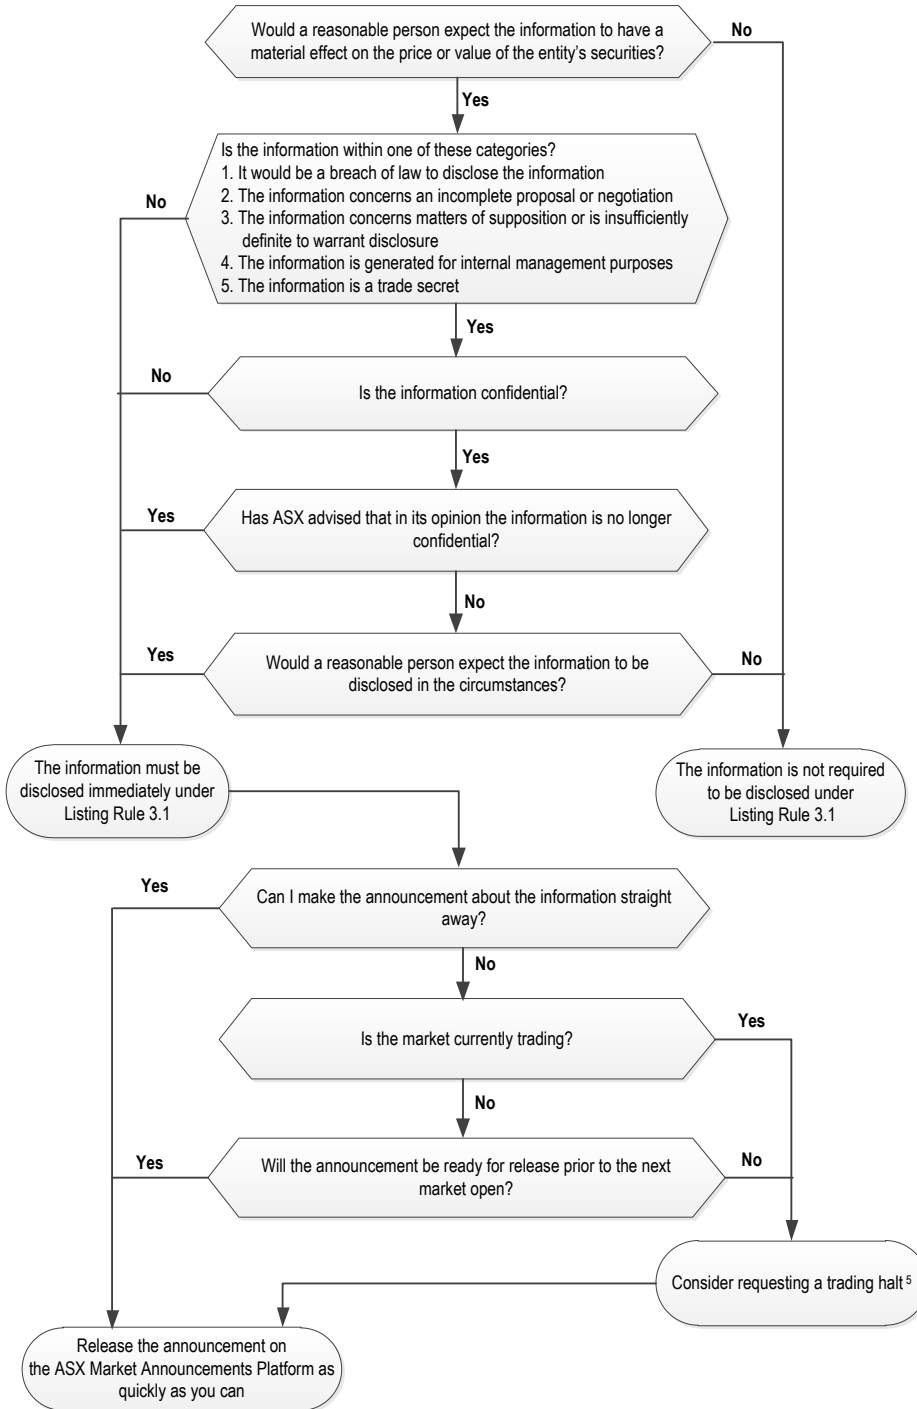 Would a reasonable person expect the information to have a
material effect on the price or value of the entity’s securities?
No
Yes
Is the information within one of these categories?
1. It would be a breach of law to disclose the information
2. The information concerns an incomplete proposal or negotiation
3. The information concerns matters of supposition or is insufficiently
definite to warrant disclosure
4. The information is generated for internal management purposes
5. The information is a trade secret
No
Yes
No
Is the information confidential?
Yes
Yes
Has ASX advised that in its opinion the information is no longer
confidential?
No
Yes
Would a reasonable person expect the information to be
disclosed in the circumstances?
No
The information must be
disclosed immediately under
Listing Rule 3.1
The information is not required
to be disclosed under
Listing Rule 3.1
Yes
Can I make the announcement about the information straight
away?
No
Is the market currently trading?
Yes
No
Yes
Will the announcement be ready for release prior to the next
market open?
No
Consider requesting a trading halt 5
Release the announcement on
the ASX Market Announcements Platform as
quickly as you can